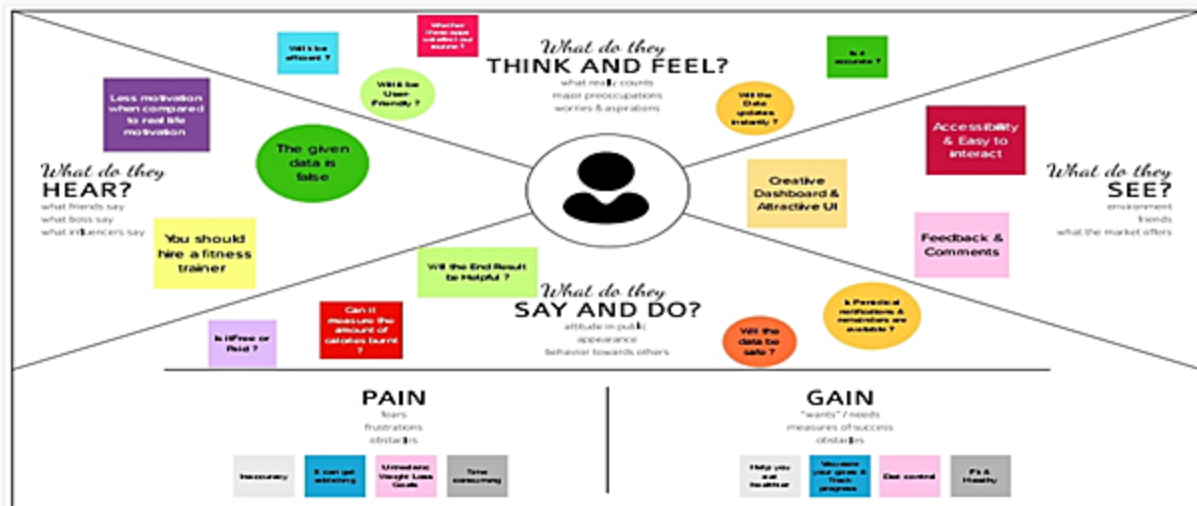 What do they
THINK AND FEEL?
what really counts
major preoccupations
worries & aspirations
Will it be
efficient ?
Whether
these apps
will affect our
routine ?
Will it be
User-
Friendly ?
Will the
Data
updates
instantly ?
Is it
accurate ?
What do they
HEAR?
what friends say
what boss say
what influencers say
Less motivation
when compared
to real life
motivation
The given
data is
false
You should
hire a fitness
trainer
What do they
SEE?
environment
friends
what the market offers
Accessibility
& Easy to
interact
Creative
Dashboard &
Attractive UI
Feedback &
Comments
What do they
SAY AND DO?
attitude in public
appearance
behavior towards others
Will the End Result
be Helpful ?
Can it
measure the
amount of
calories burnt
?
Is it Free or
Paid ?
Will the
data be
safe ?
Is Periodical
notifications &
reminders are
available ?
PAIN
fears
frustrations
obstacles
Inaccuracy
It can get
addicting
Unrealistic
Weight Loss
Goals
Time
consuming
GAIN
"wants" / needs
measures of success
obstacles
Help you
eat
healthier
Measure
your goals &
Track
progress
Diet control
Fit &
Healthy